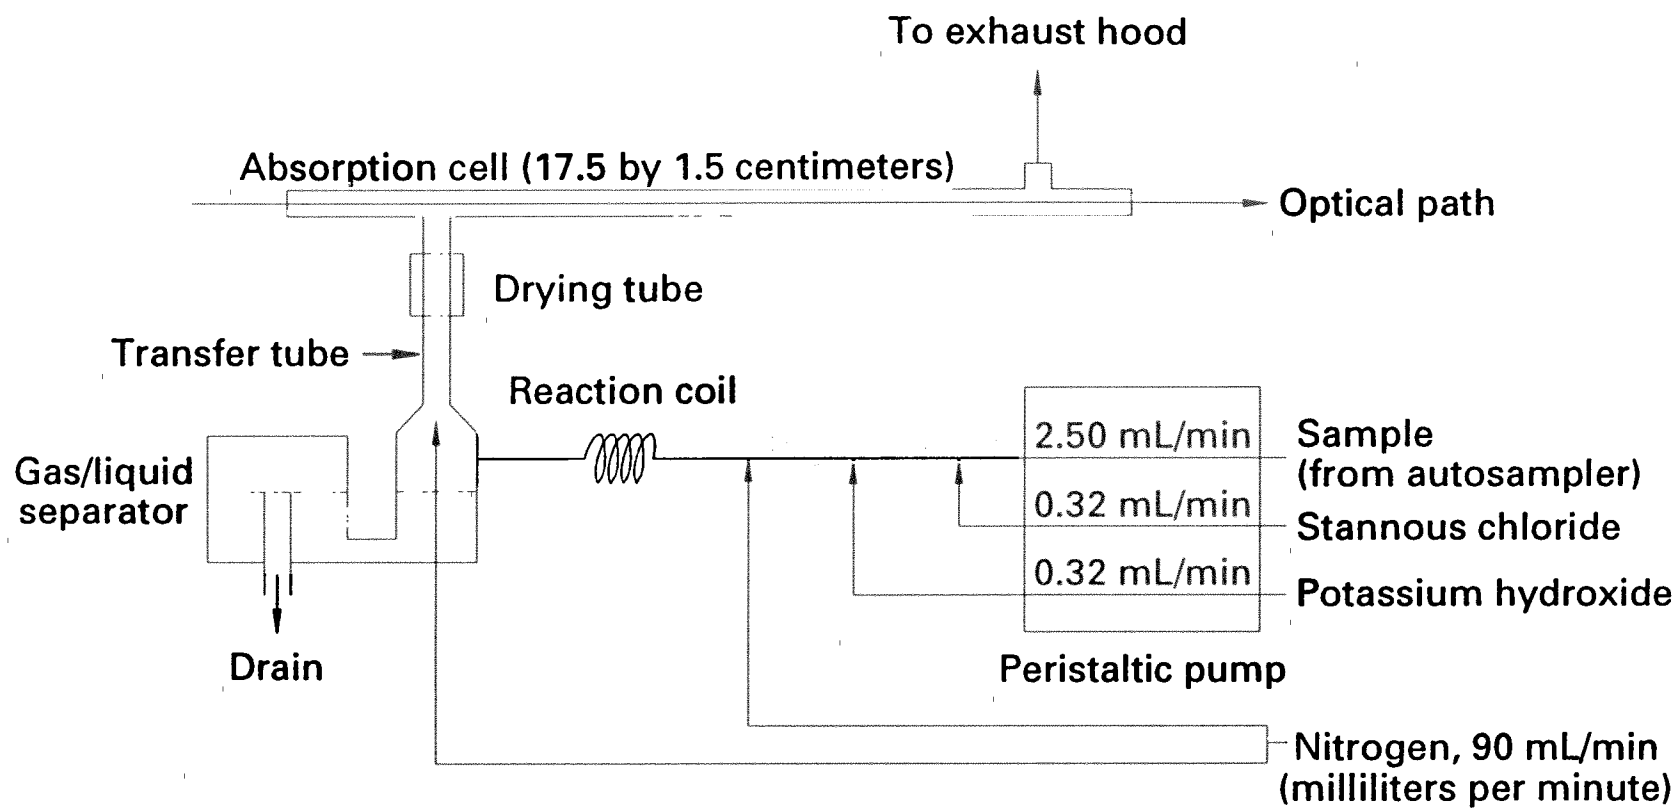 To exhaust hood
Absorption cell (17.5 by 1.5 centimeters)
Optical path
Drying tube
Transfer tube
Reaction coil
2.50 mL/min
Sample
(from autosampler)
Gas/liquid
separator
0.32 mL/min
Stannous chloride
0.32 mL/min
Potassium hydroxide
Drain
Peristaltic pump
Nitrogen, 90 mL/min
(milliliters per minute)